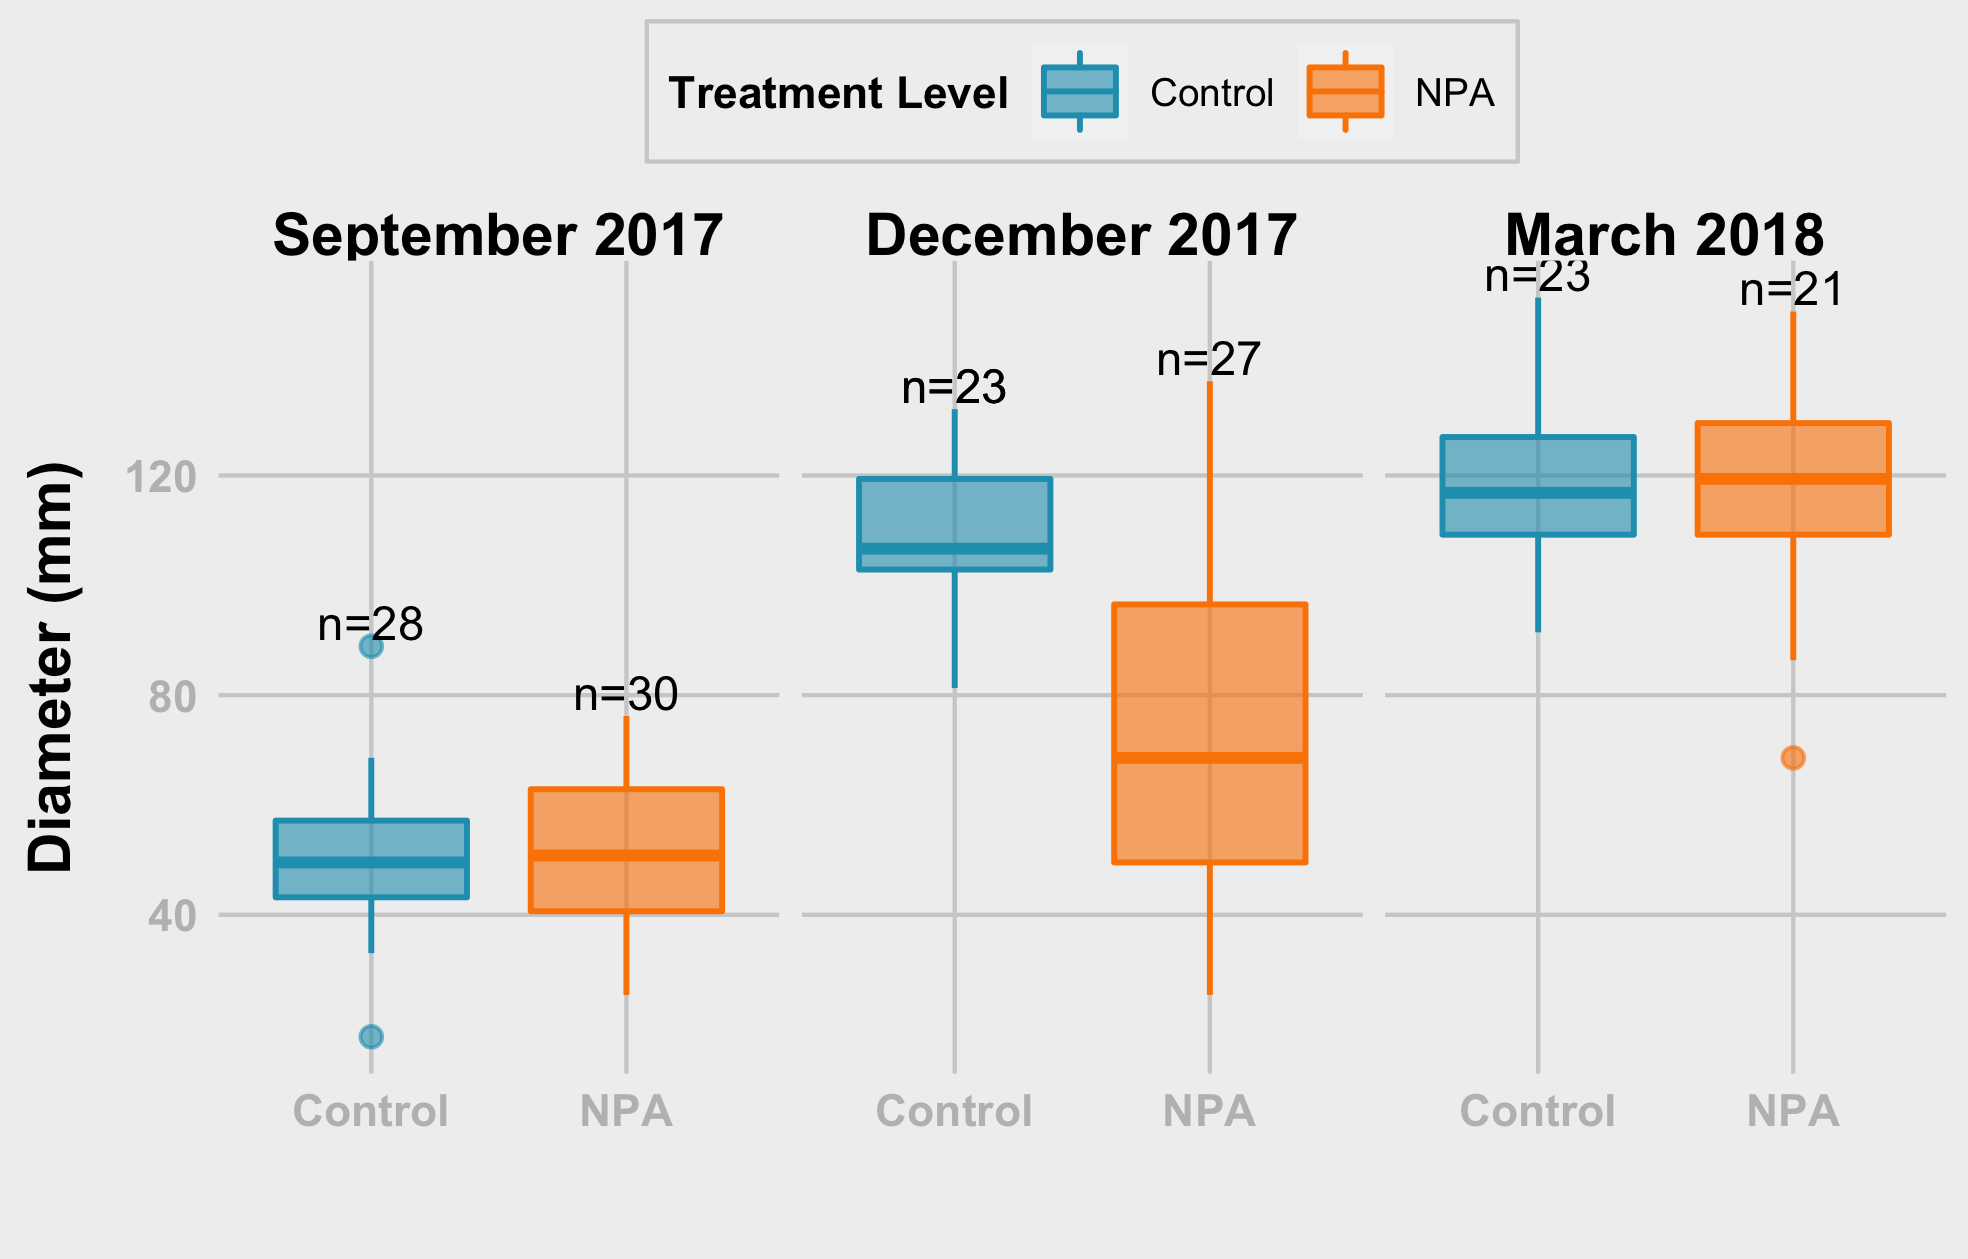 Treatment Level Control NPA
September 2017 December 2017 March 2018
n=28 n=30 n=23 n=27 n=23 n=21
Diameter (mm)
120
80
40
Control NPA Control NPA Control NPA